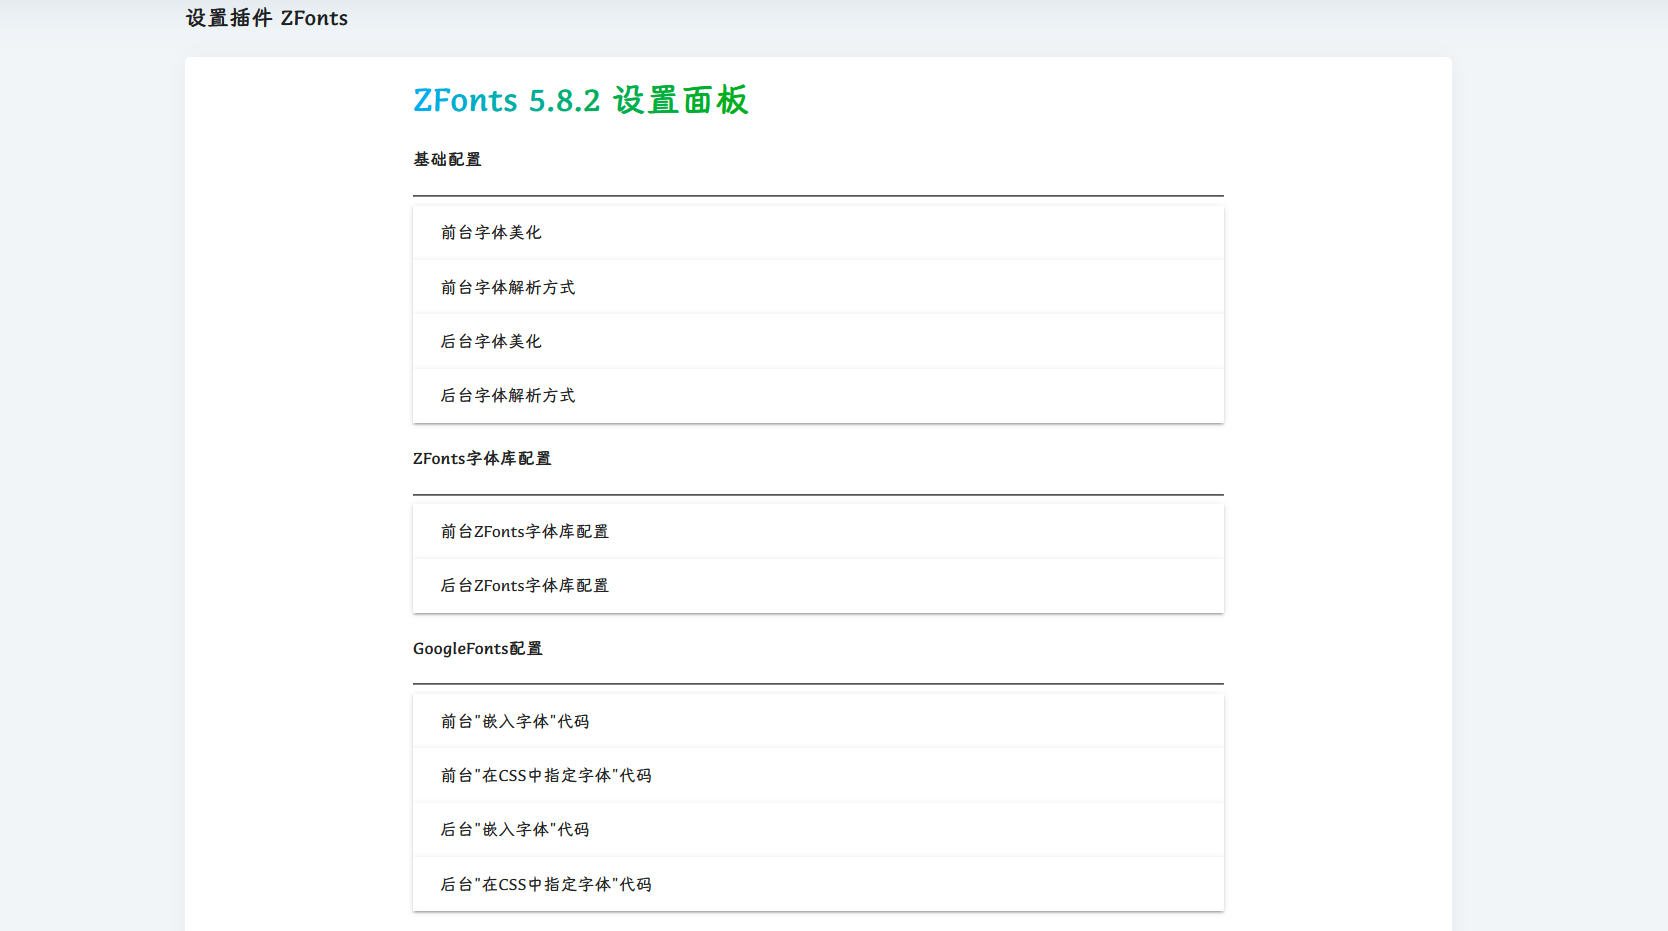 设置插件 ZFonts
ZFonts 5.8.2 设置面板
基础配置
前台字体美化
前台字体解析方式
后台字体美化
后台字体解析方式
ZFonts字体库配置
前台ZFonts字体库配置
后台ZFonts字体库配置
GoogleFonts配置
前台"嵌入字体"代码
前台"在CSS中指定字体"代码
后台"嵌入字体"代码
后台"在CSS中指定字体"代码